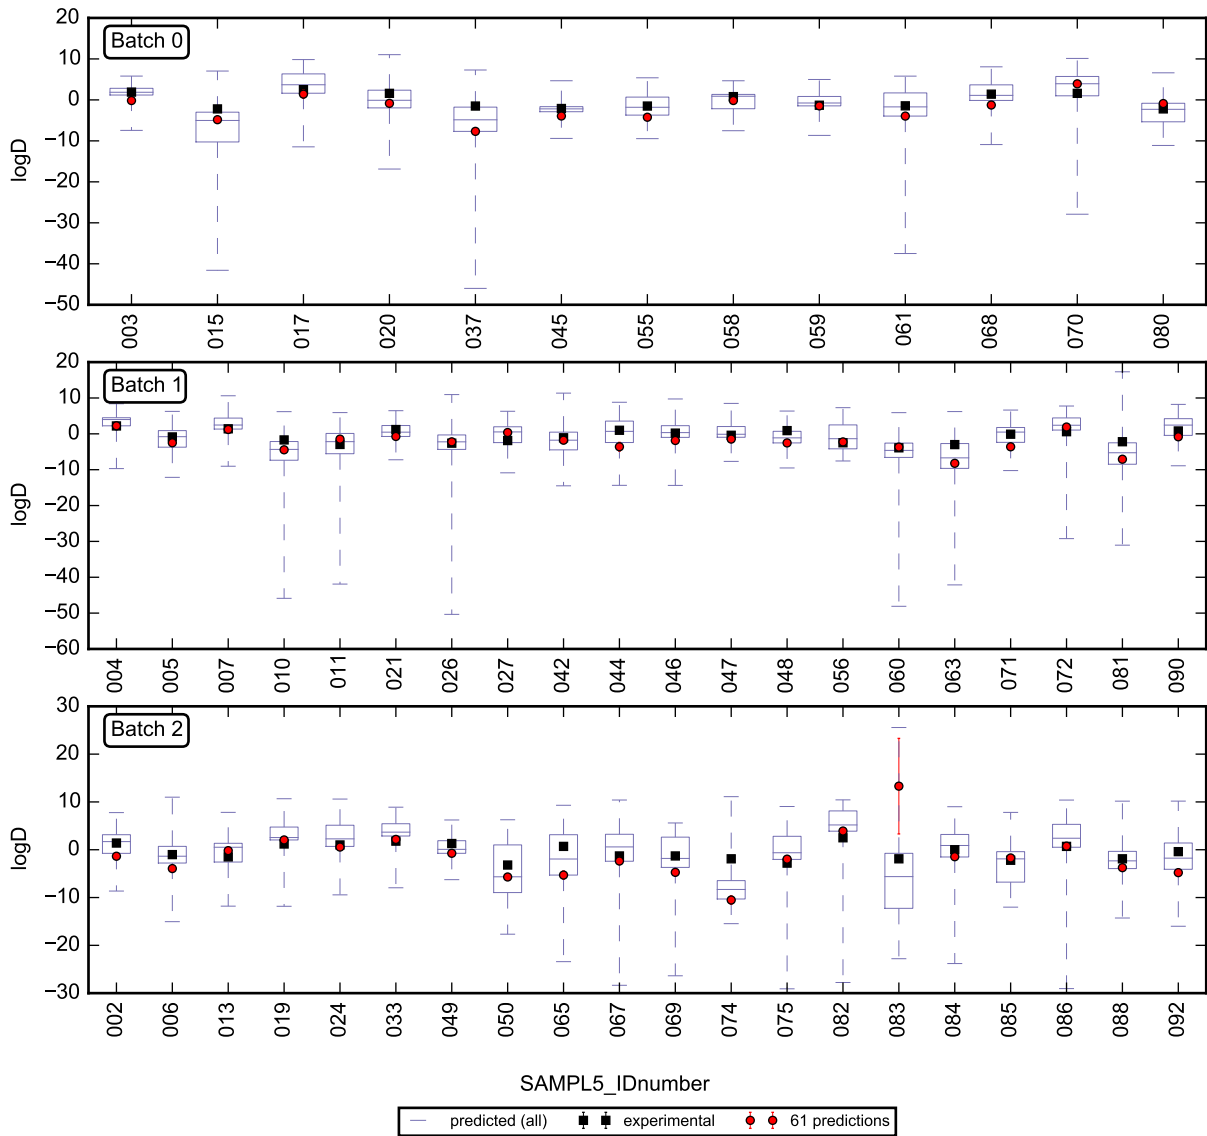 20
Batch 0
10
0
−10
−20
−30
−40
−50
logD
003 015 017 020 037 045 055 058 059 061 068 070 080
20
Batch 1
10
0
−10
−20
−30
−40
−50
−60
logD
004 005 007 010 011 021 026 027 042 044 046 047 048 056 060 063 071 072 081 090
30
Batch 2
20
10
0
−10
−20
−30
logD
002 006 013 019 024 033 049 050 065 067 069 074 075 082 083 084 085 086 088 092
SAMPL5_IDnumber
predicted (all) experimental 61 predictions